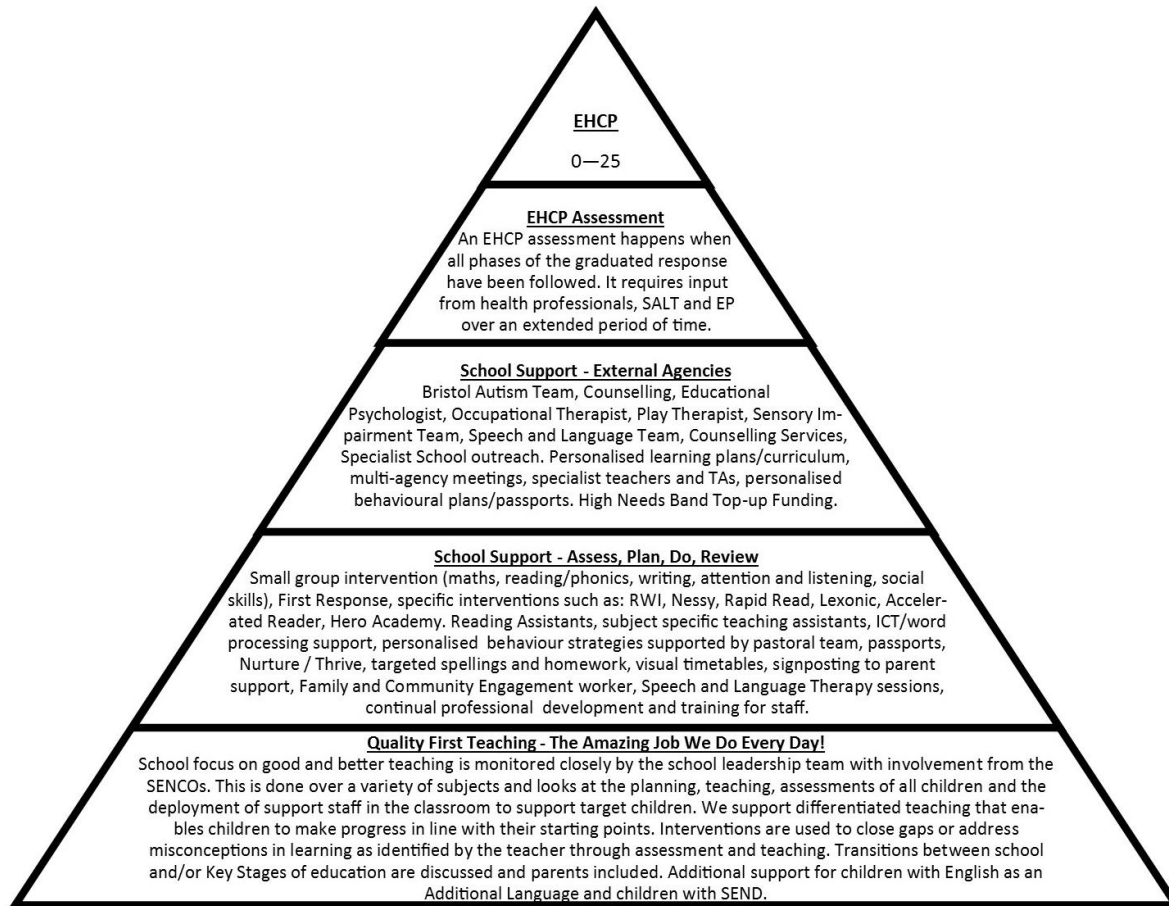 EHCP
0—25
EHCP Assessment
An EHCP assessment happens when
all phases of the graduated response
have been followed. It requires input
from health professionals, SALT and EP
over an extended period of time.
School Support - External Agencies
Bristol Autism Team, Counselling, Educational
Psychologist, Occupational Therapist, Play Therapist, Sensory Im-
pairment Team, Speech and Language Team, Counselling Services,
Specialist School outreach. Personalised learning plans/curriculum,
multi-agency meetings, specialist teachers and TAs, personalised
behavioural plans/passports. High Needs Band Top-up Funding.
School Support - Assess, Plan, Do, Review
Small group intervention (maths, reading/phonics, writing, attention and listening, social
skills), First Response, specific interventions such as: RWI, Nessy, Rapid Read, Lexonic, Acceler-
ated Reader, Hero Academy. Reading Assistants, subject specific teaching assistants, ICT/word
processing support, personalised behaviour strategies supported by pastoral team, passports,
Nurture / Thrive, targeted spellings and homework, visual timetables, signposting to parent
support, Family and Community Engagement worker, Speech and Language Therapy sessions,
continual professional development and training for staff.
Quality First Teaching - The Amazing Job We Do Every Day!
School focus on good and better teaching is monitored closely by the school leadership team with involvement from the
SENCOs. This is done over a variety of subjects and looks at the planning, teaching, assessments of all children and the
deployment of support staff in the classroom to support target children. We support differentiated teaching that ena-
bles children to make progress in line with their starting points. Interventions are used to close gaps or address
misconceptions in learning as identified by the teacher through assessment and teaching. Transitions between school
and/or Key Stages of education are discussed and parents included. Additional support for children with English as an
Additional Language and children with SEND.